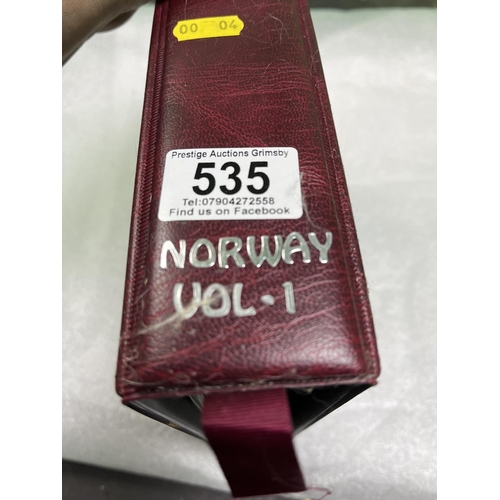 00 04
Prestige Auctions Grimsby
535
Tel:07904272558
Find us on Facebook
NORWAY
VOL-1